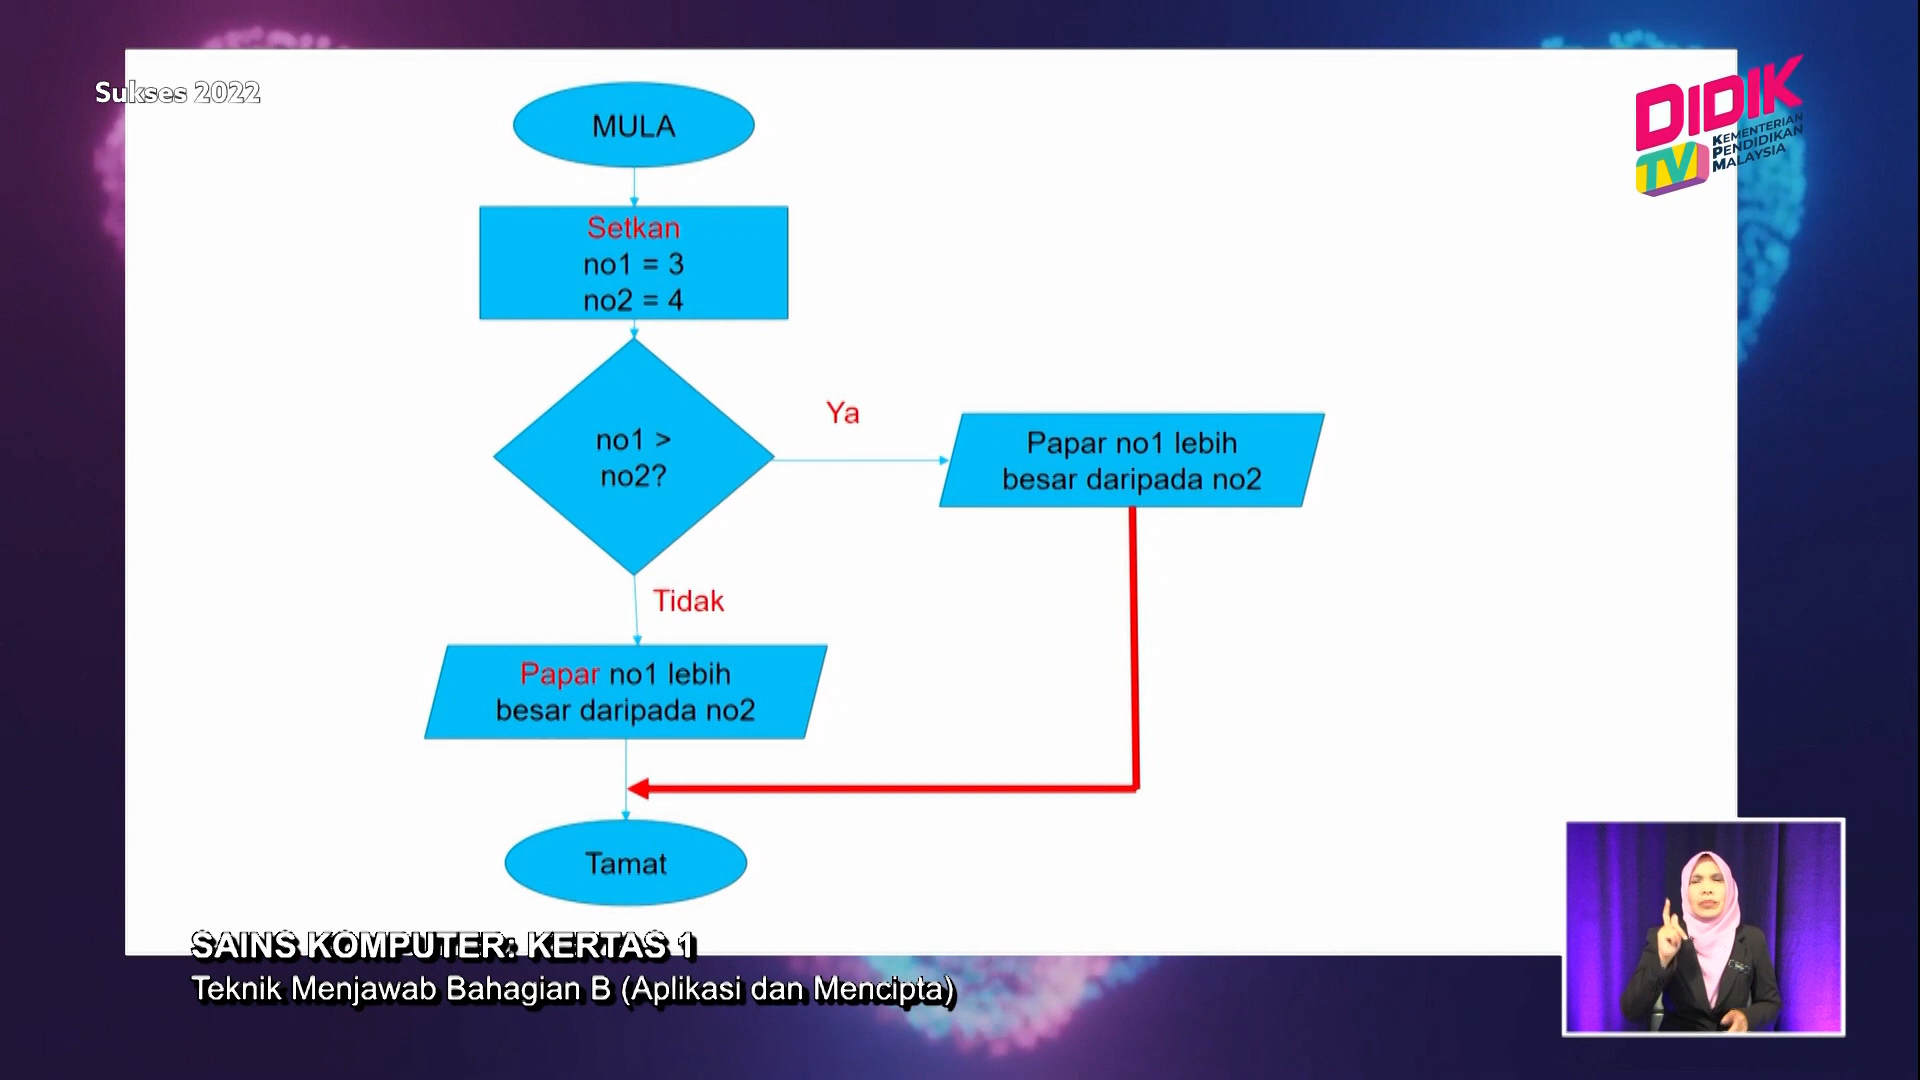 Sukses 2022
DIDIK
TV
KEMENTERIAN
PENDIDIKAN
MALAYSIA
MULA
Setkan
no1 = 3
no2 = 4
no1 >
no2?
Ya
Papar no1 lebih
besar daripada no2
Tidak
Papar no1 lebih
besar daripada no2
Tamat
SAINS KOMPUTER: KERTAS 1
Teknik Menjawab Bahagian B (Aplikasi dan Mencipta)